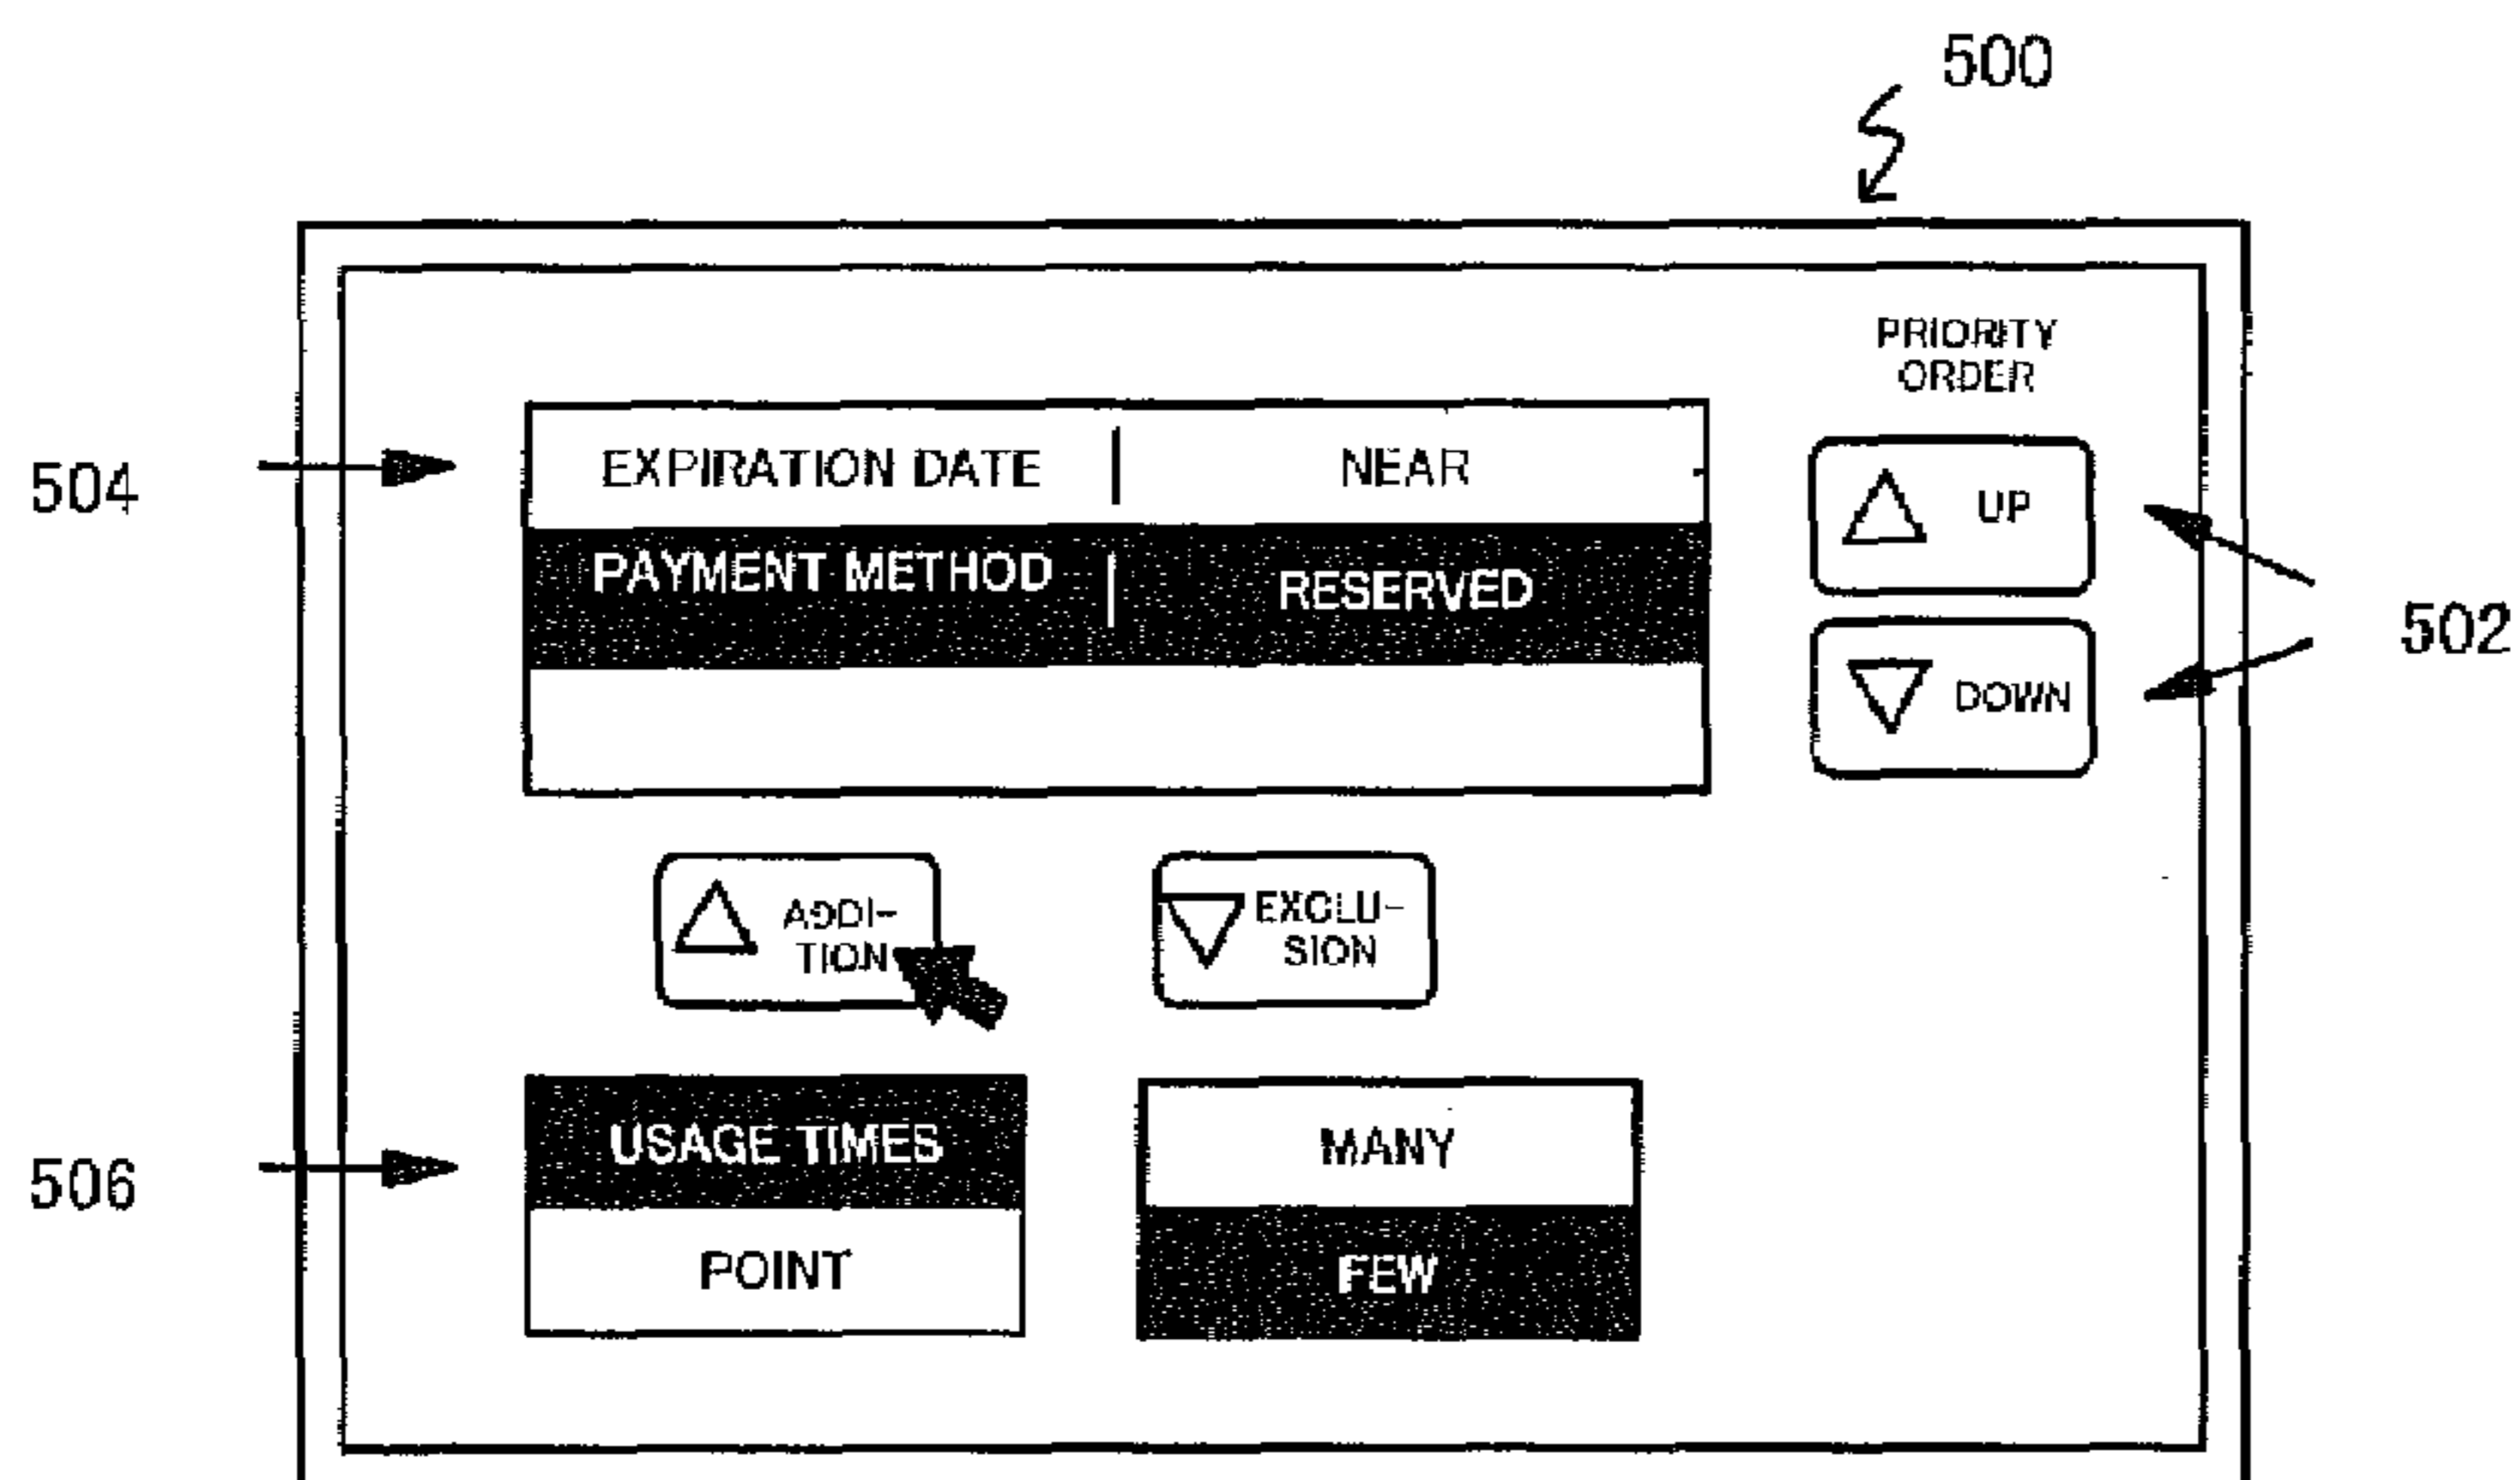 500
PRIORITY
ORDER
504
EXPIRATION DATE | NEAR
UP
PAYMENT METHOD | RESERVED
502
DOWN
ADDI-
TION
EXCLU-
SION
506
USAGE TIMES
MANY
POINT
FEW